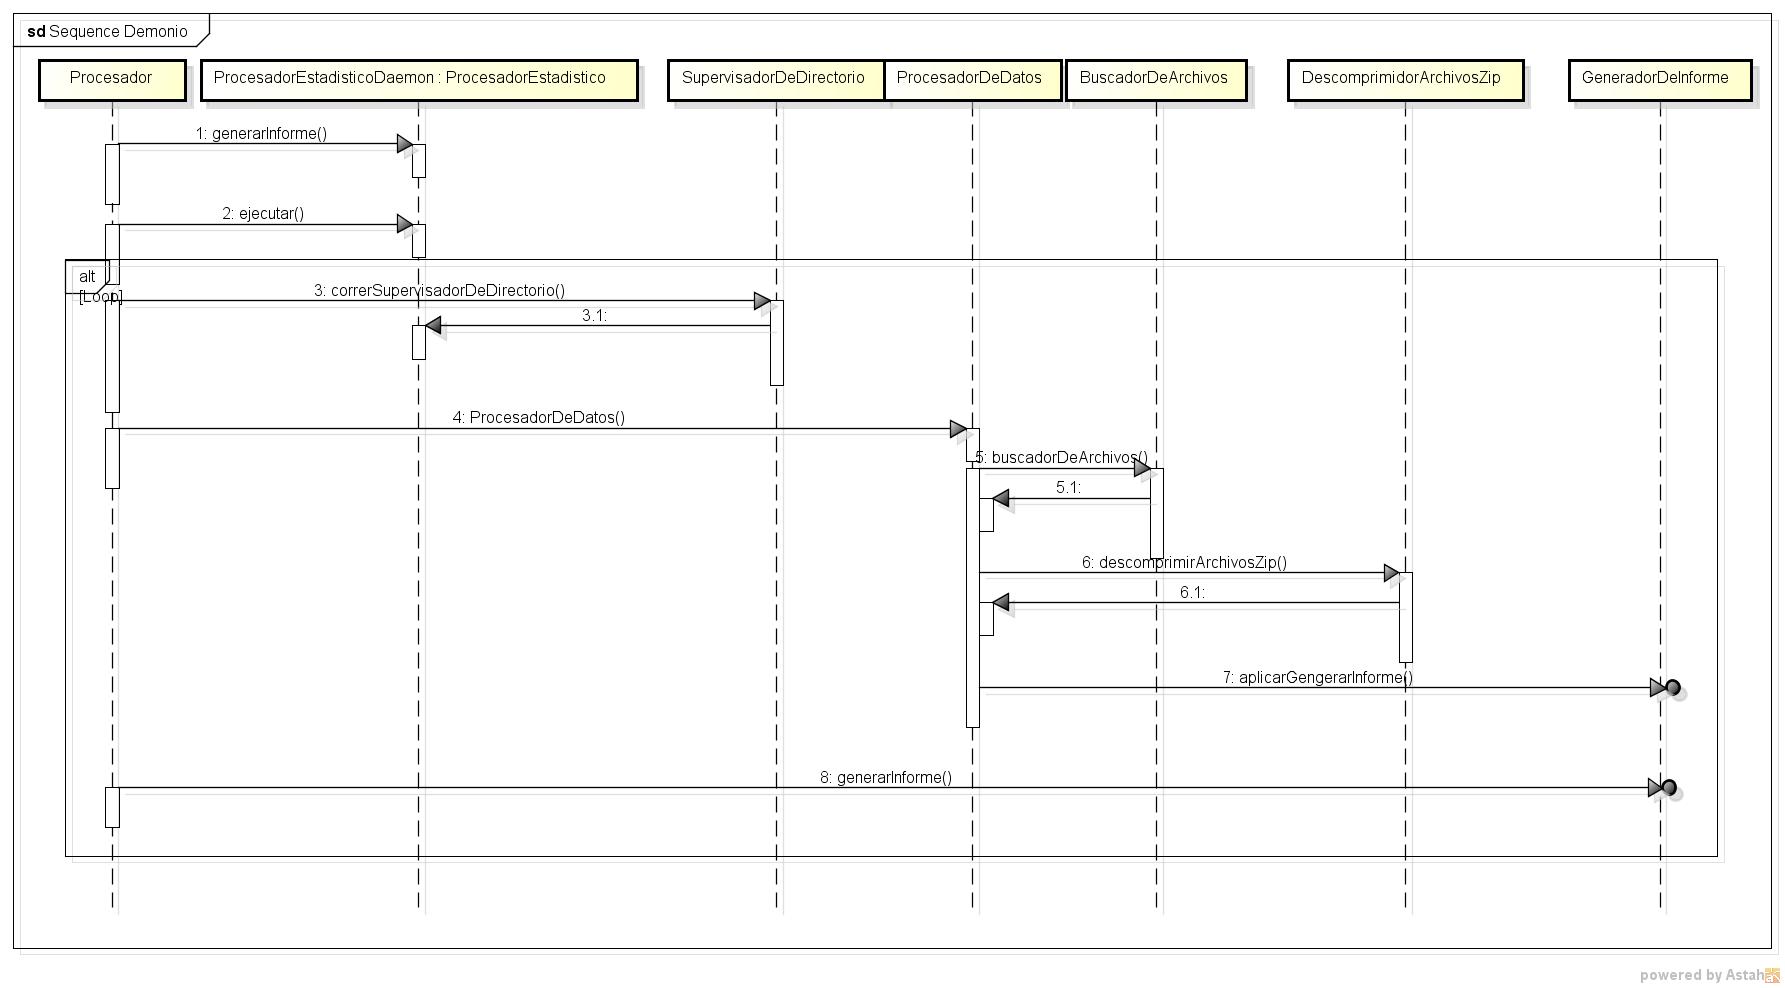 sd Sequence Demonio
Procesador
ProcesadorEstadisticoDaemon : ProcesadorEstadistico
SupervisadorDeDirectorio
ProcesadorDeDatos
BuscadorDeArchivos
DescomprimidorArchivosZip
GeneradorDeInforme
1: generarInforme()
2: ejecutar()
alt
[Loop]
3: correrSupervisadorDeDirectorio()
3.1:
4: ProcesadorDeDatos()
5: buscadorDeArchivos()
5.1:
6: descomprimirArchivosZip()
6.1:
7: aplicarGengerarInforme()
8: generarInforme()
powered by Astah